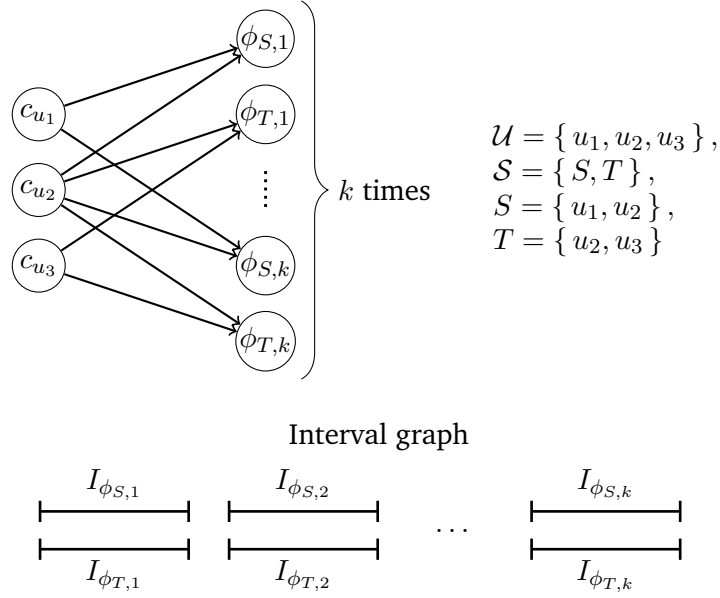 ϕ_{S,1}
c_{u_1}
ϕ_{T,1}
c_{u_2}
c_{u_3}
ϕ_{S,k}
ϕ_{T,k}
k times
𝒰 = { u_1, u_2, u_3 } ,
𝒮 = { S, T } ,
S = { u_1, u_2 } ,
T = { u_2, u_3 }
Interval graph
I_{ϕ_{S,1}} I_{ϕ_{S,2}} I_{ϕ_{S,k}}
...
I_{ϕ_{T,1}} I_{ϕ_{T,2}} I_{ϕ_{T,k}}